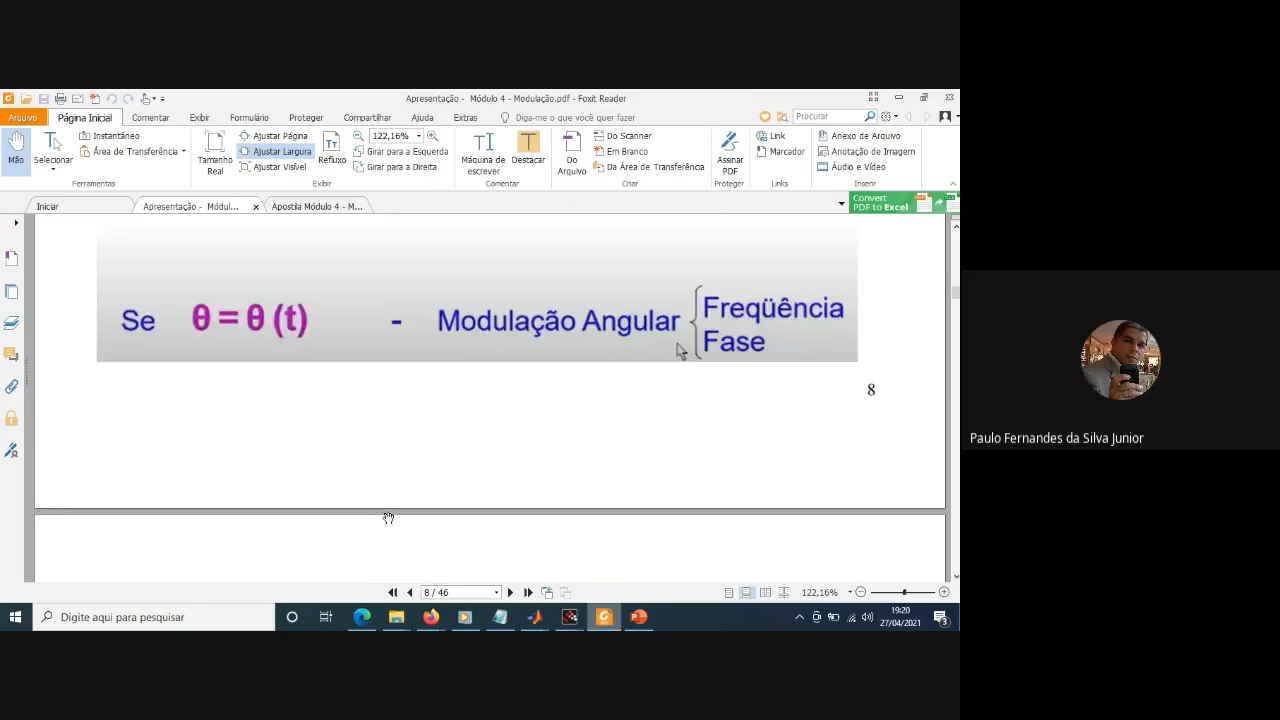 Apresentação - Módulo 4 - Modulação.pdf - Foxit Reader
Arquivo Página Inicial Comentar Exibir Formulário Proteger Compartilhar Ajuda Extras Diga-me o que você quer fazer Procurar
Mão
Selecionar
Instantâneo
Área de Transferência
Ferramentas
Tamanho Real
Ajustar Página
Ajustar Largura
Ajustar Visível
Refluxo
122,16%
Girar para a Esquerda
Girar para a Direita
Exibir
Máquina de escrever
Destacar
Comentar
Do Arquivo
Do Scanner
Em Branco
Da Área de Transferência
Criar
Assinar PDF
Proteger
Link
Marcador
Links
Anexo de Arquivo
Anotação de Imagem
Áudio e Vídeo
Inserir
Iniciar Apresentação - Módul... Apostila Módulo 4 - M...
Convert
PDF to Excel
Se θ = θ (t) - Modulação Angular
Freqüência
Fase
8
Paulo Fernandes da Silva Junior
8 / 46 122,16%
Digite aqui para pesquisar
19:20
27/04/2021
3